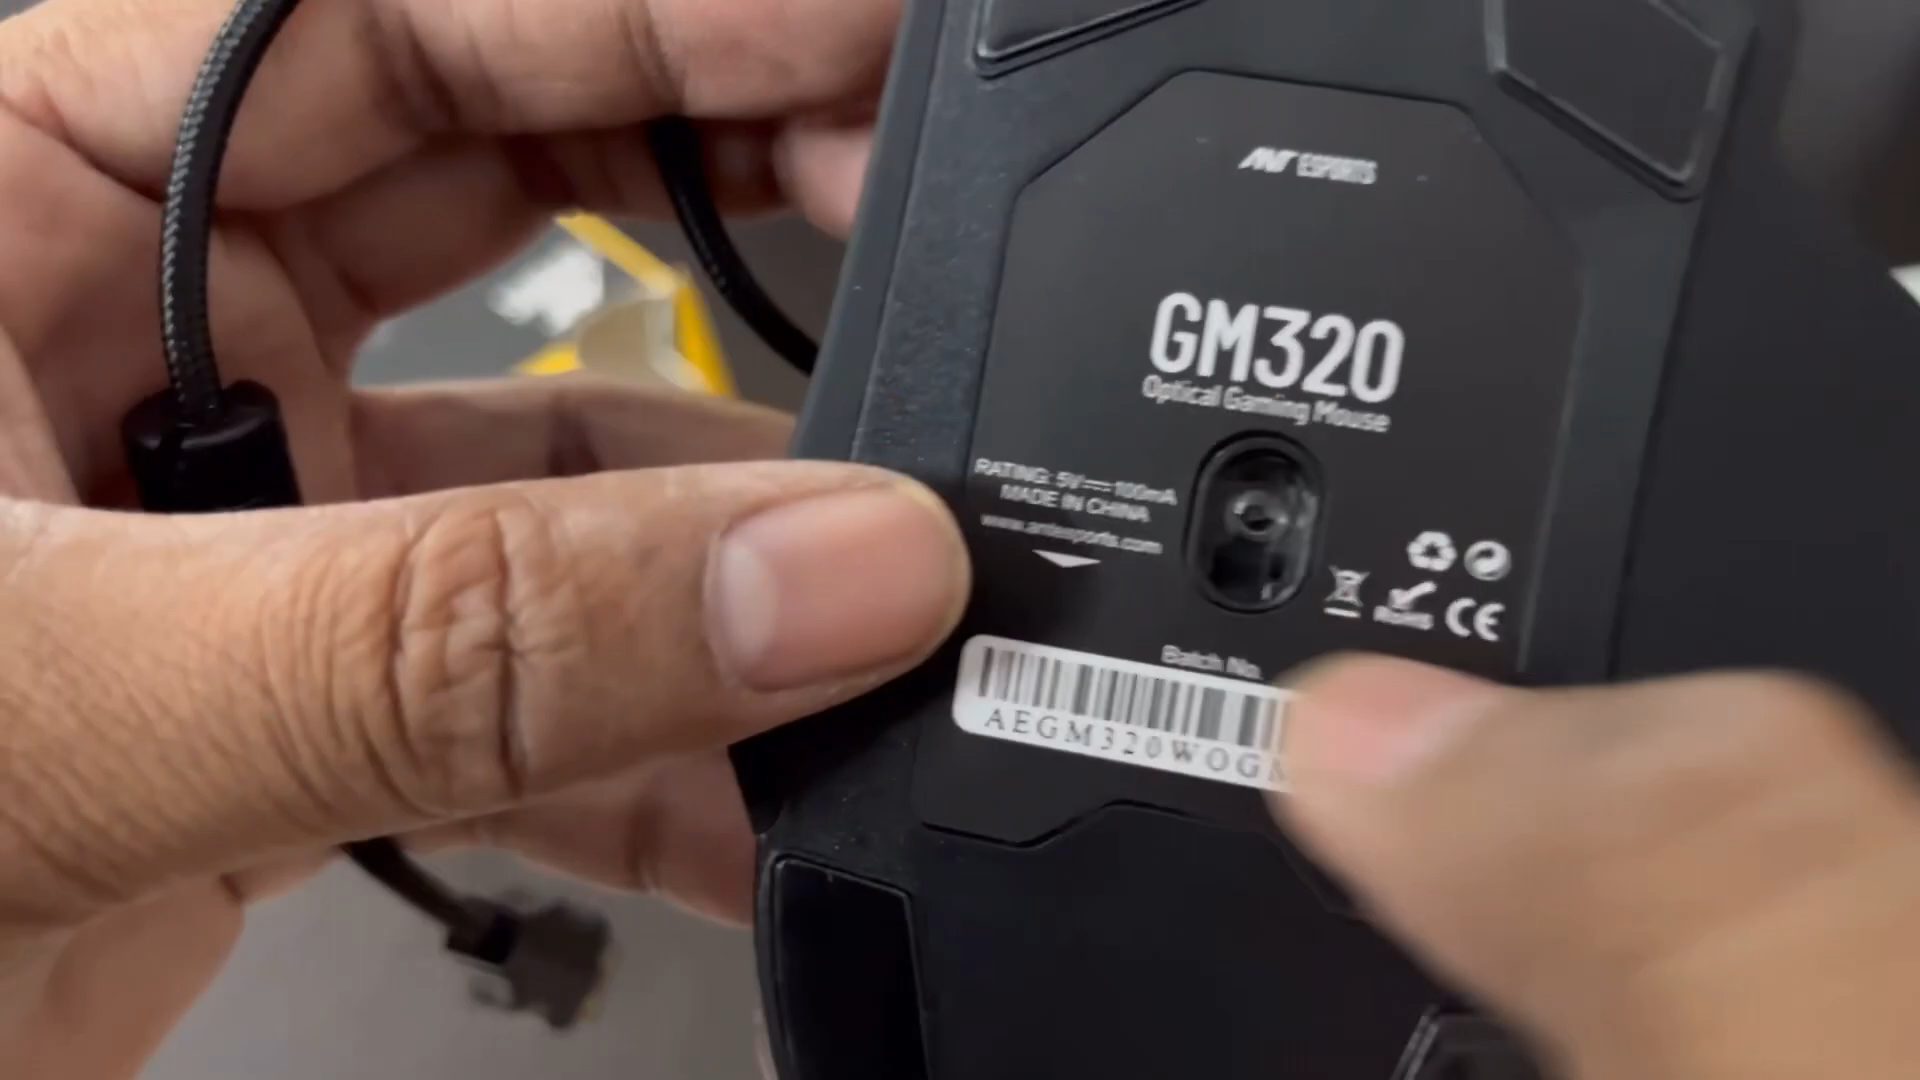 ANT ESPORTS
GM320
Optical Gaming Mouse
RATING: 5V⎓100mA
MADE IN CHINA
www.antesports.com
RoHS
CE
Batch No.
AEGM320WOG